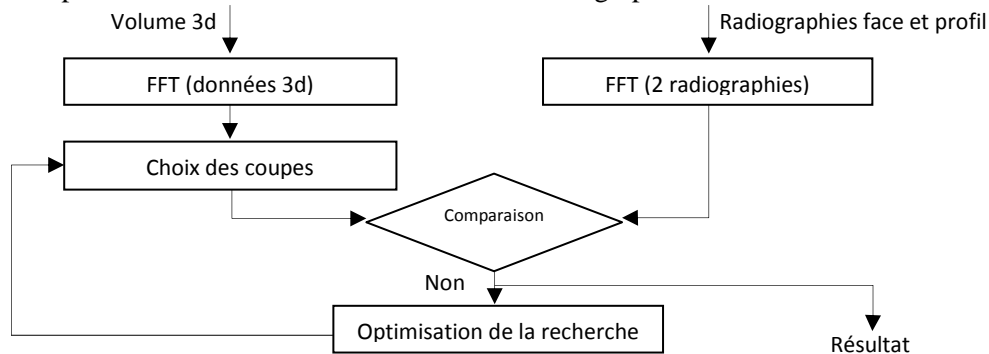 Volume 3d
Radiographies face et profil
FFT (données 3d)
FFT (2 radiographies)
Choix des coupes
Comparaison
Non
Optimisation de la recherche
Résultat